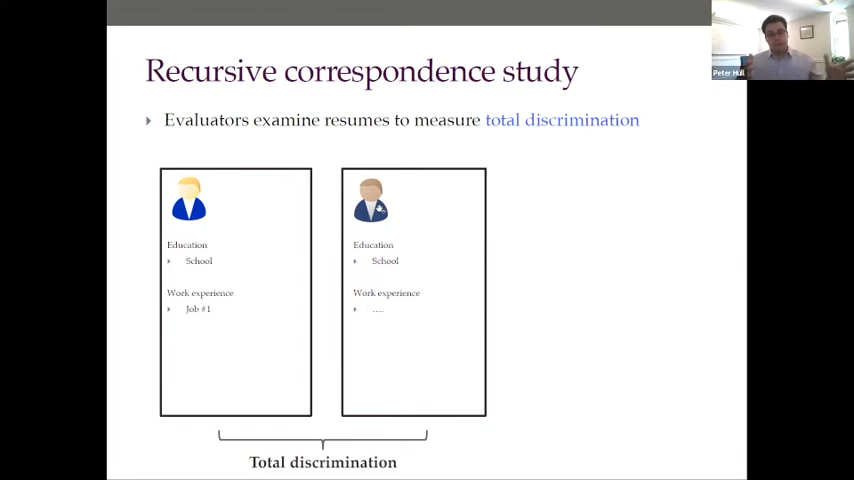 Recursive correspondence study
Evaluators examine resumes to measure total discrimination
Education
School
Work experience
Job #1
Education
School
Work experience
....
Total discrimination
Peter Hull